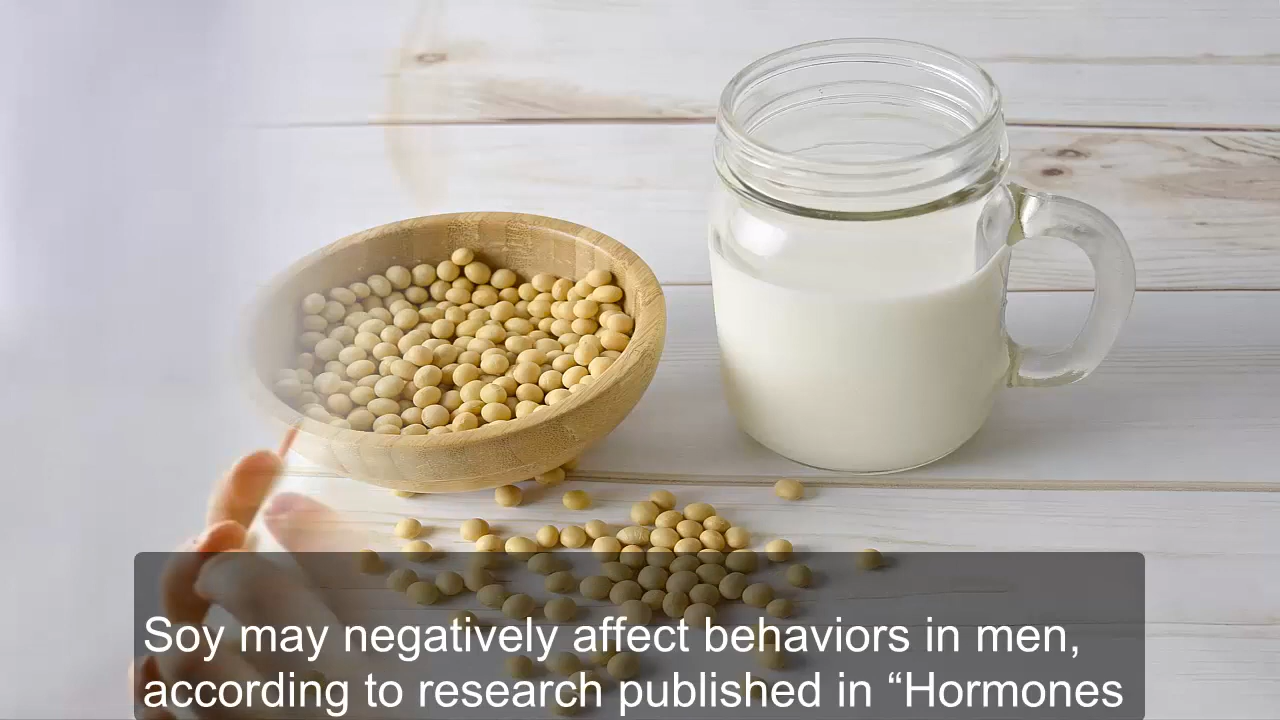 Soy may negatively affect behaviors in men,
according to research published in “Hormones